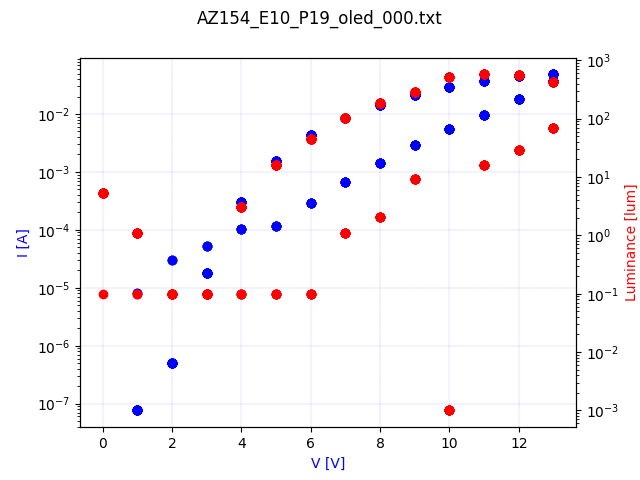 AZ154_E10_P19_oled_000.txt
10⁻²
10⁻³
10⁻⁴
10⁻⁵
10⁻⁶
10⁻⁷
I [A]
10³
10²
10¹
10⁰
10⁻¹
10⁻²
10⁻³
Luminance [lum]
0 2 4 6 8 10 12
V [V]